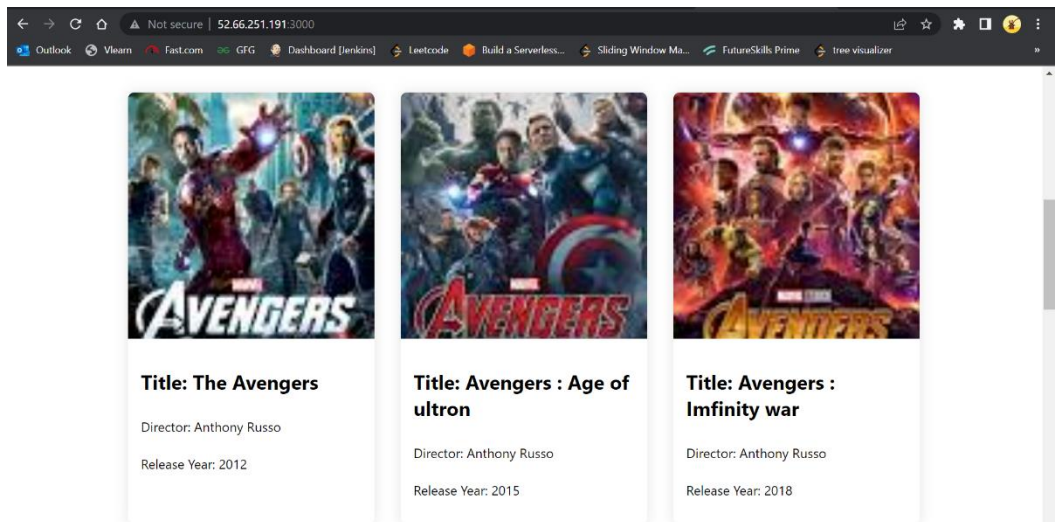 Not secure | 52.66.251.191:3000
Outlook Vlearn Fast.com GFG Dashboard [Jenkins] Leetcode Build a Serverless... Sliding Window Ma... FutureSkills Prime tree visualizer »
MARVEL
AVENGERS
MARVEL
AVENGERS
MARVEL STUDIOS
AVENGERS
Title: The Avengers
Director: Anthony Russo
Release Year: 2012
Title: Avengers : Age of
ultron
Director: Anthony Russo
Release Year: 2015
Title: Avengers :
Imfinity war
Director: Anthony Russo
Release Year: 2018